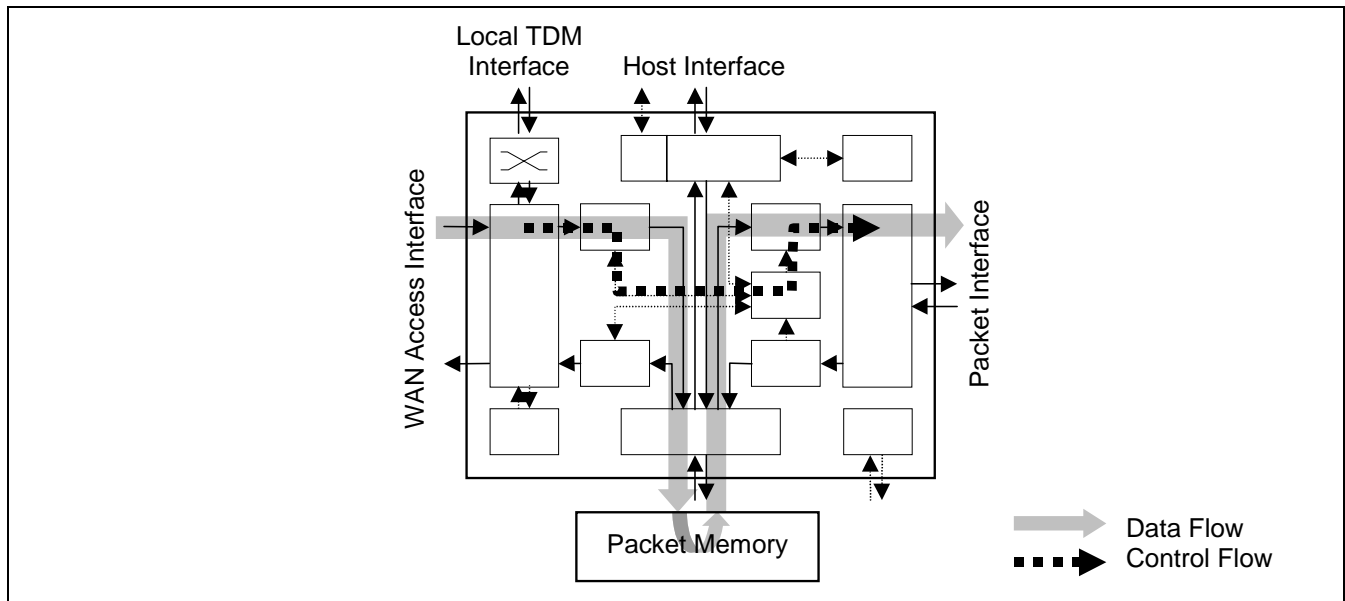 Local TDM
Interface
Host Interface
WAN Access Interface
Packet Interface
Packet Memory
Data Flow
Control Flow